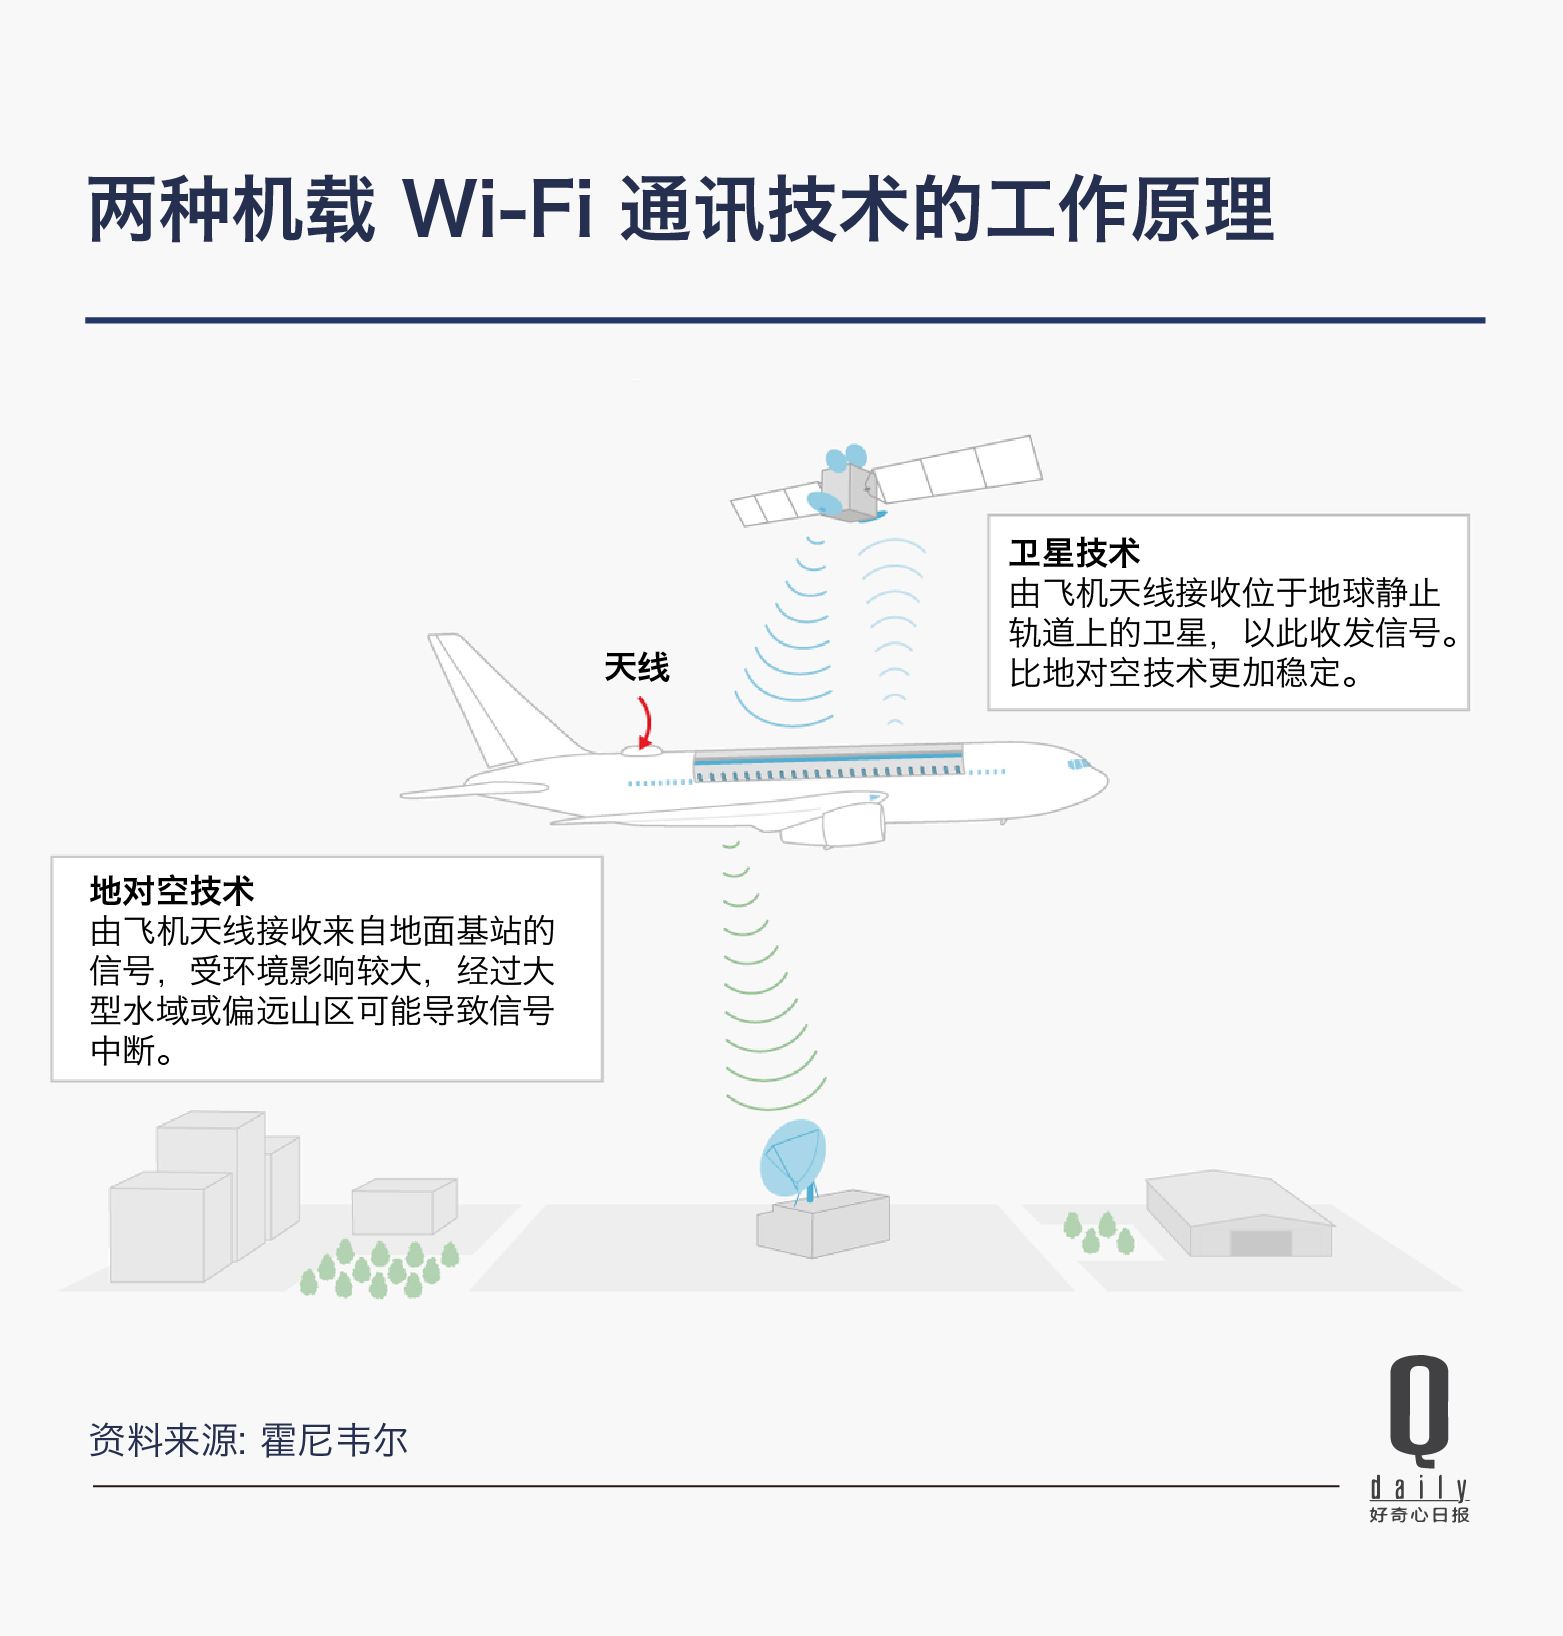 两种机载 Wi-Fi 通讯技术的工作原理
卫星技术
由飞机天线接收位于地球静止
轨道上的卫星，以此收发信号。
比地对空技术更加稳定。
天线
地对空技术
由飞机天线接收来自地面基站的
信号，受环境影响较大，经过大
型水域或偏远山区可能导致信号
中断。
资料来源: 霍尼韦尔
Q
daily
好奇心日报